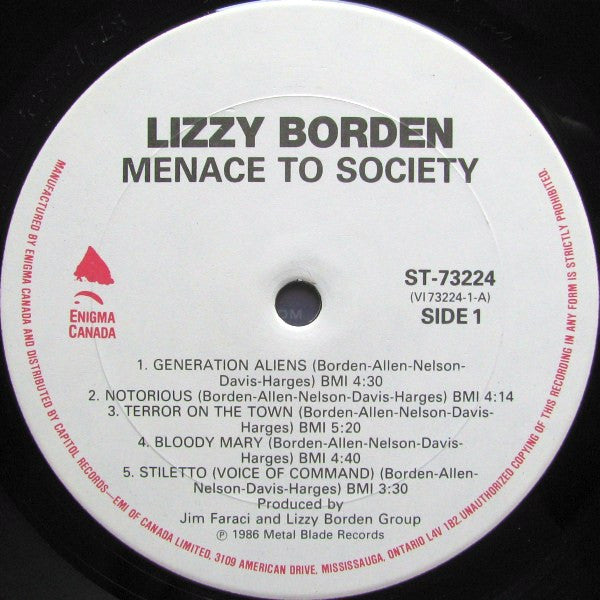 LIZZY BORDEN
MENACE TO SOCIETY
ENIGMA
CANADA
ST-73224
(VI 73224-1-A)
SIDE 1
1. GENERATION ALIENS (Borden-Allen-Nelson-
Davis-Harges) BMI 4:30
2. NOTORIOUS (Borden-Allen-Nelson-Davis-Harges) BMI 4:14
3. TERROR ON THE TOWN (Borden-Allen-Nelson-Davis-
Harges) BMI 5:20
4. BLOODY MARY (Borden-Allen-Nelson-Davis-
Harges) BMI 4:40
5. STILETTO (VOICE OF COMMAND) (Borden-Allen-
Nelson-Davis-Harges) BMI 3:30
Produced by
Jim Faraci and Lizzy Borden Group
℗ 1986 Metal Blade Records
MANUFACTURED BY ENIGMA CANADA AND DISTRIBUTED BY CAPITOL RECORDS—EMI OF CANADA LIMITED, 3109 AMERICAN DRIVE, MISSISSAUGA, ONTARIO L4V 1B2. UNAUTHORIZED COPYING OF THIS RECORDING IN ANY FORM IS STRICTLY PROHIBITED.